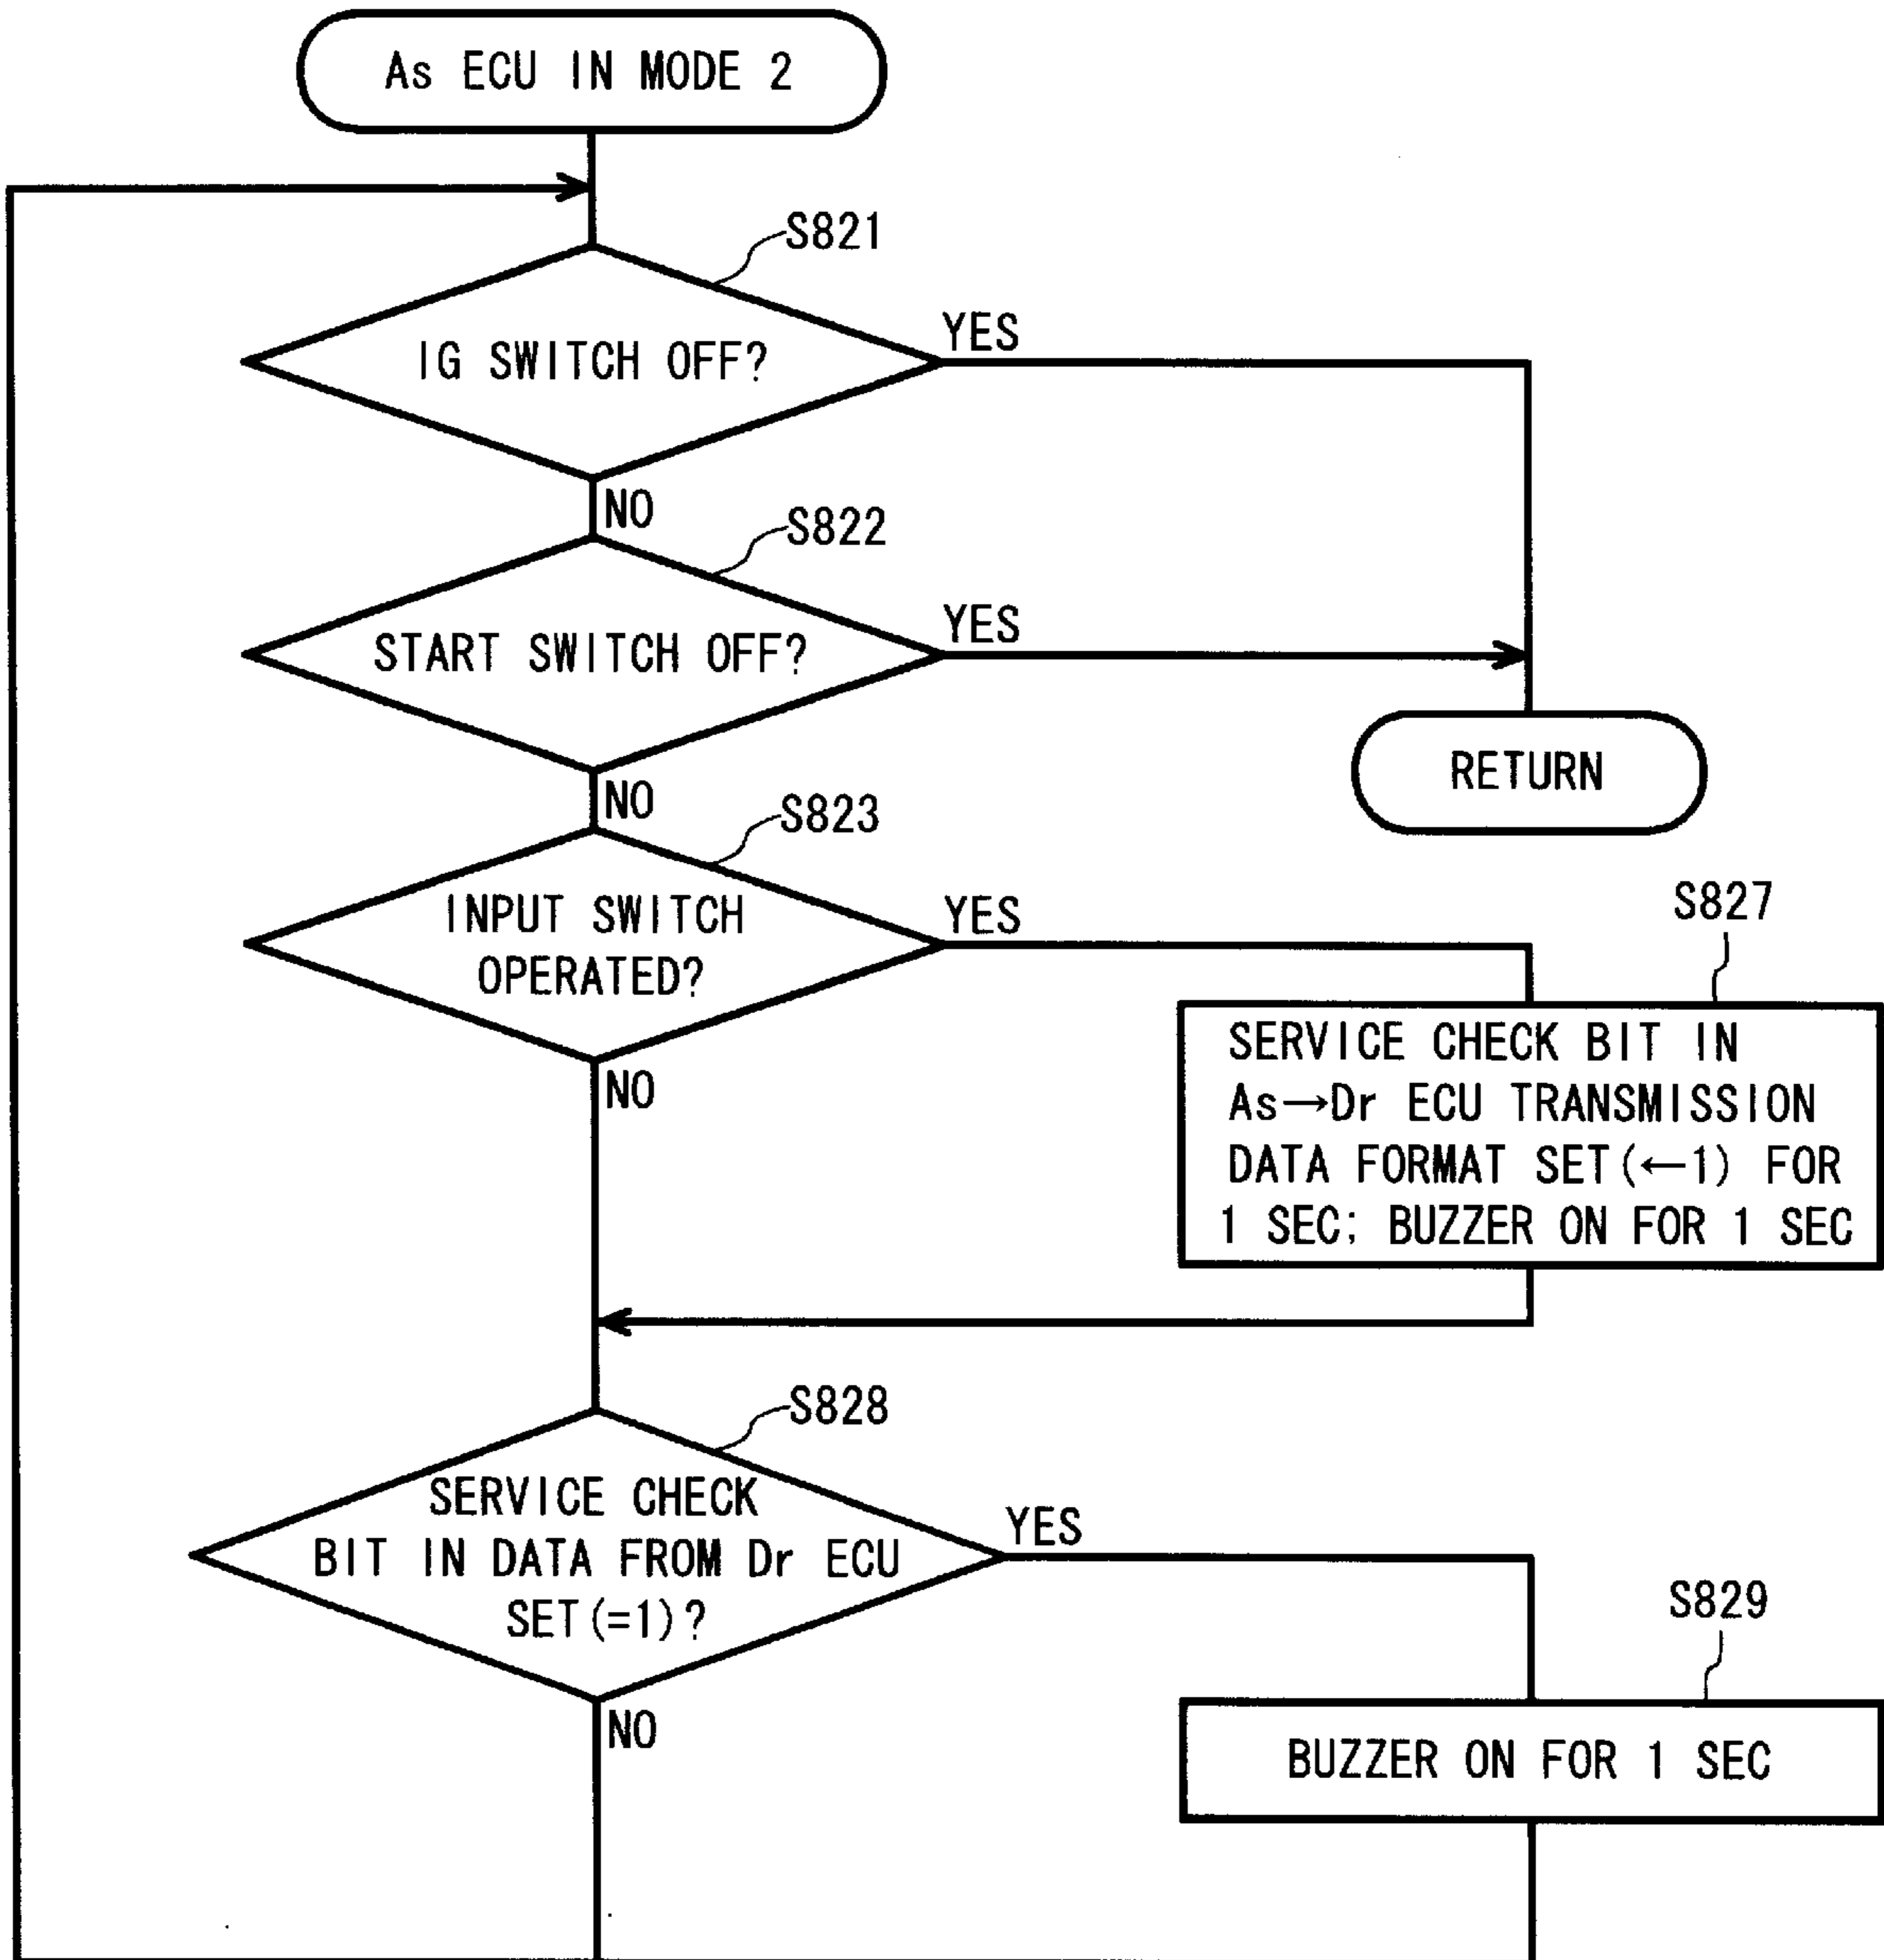 As ECU IN MODE 2
S821
IG SWITCH OFF?
YES
NO
S822
START SWITCH OFF?
YES
RETURN
NO
S823
INPUT SWITCH
OPERATED?
YES
NO
S827
SERVICE CHECK BIT IN
As→Dr ECU TRANSMISSION
DATA FORMAT SET(←1) FOR
1 SEC; BUZZER ON FOR 1 SEC
S828
SERVICE CHECK
BIT IN DATA FROM Dr ECU
SET(=1)?
YES
NO
S829
BUZZER ON FOR 1 SEC